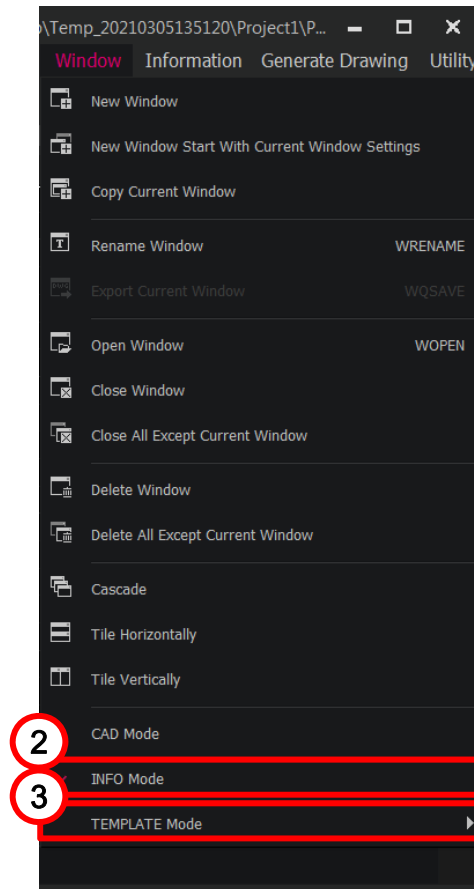 \Temp_20210305135120\Project1\P...
Window Information Generate Drawing Utility
New Window
New Window Start With Current Window Settings
Copy Current Window
Rename Window WRENAME
Export Current Window WQSAVE
Open Window WOPEN
Close Window
Close All Except Current Window
Delete Window
Delete All Except Current Window
Cascade
Tile Horizontally
Tile Vertically
CAD Mode
2
INFO Mode
3
TEMPLATE Mode